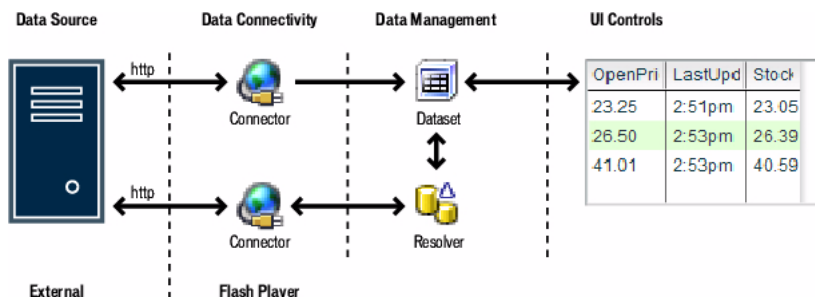 Data Source Data Connectivity Data Management UI Controls
http
Connector
Dataset
OpenPri LastUpd Stock
23.25 2:51pm 23.05
26.50 2:53pm 26.39
41.01 2:53pm 40.59
http
Connector
Resolver
External Flash Player